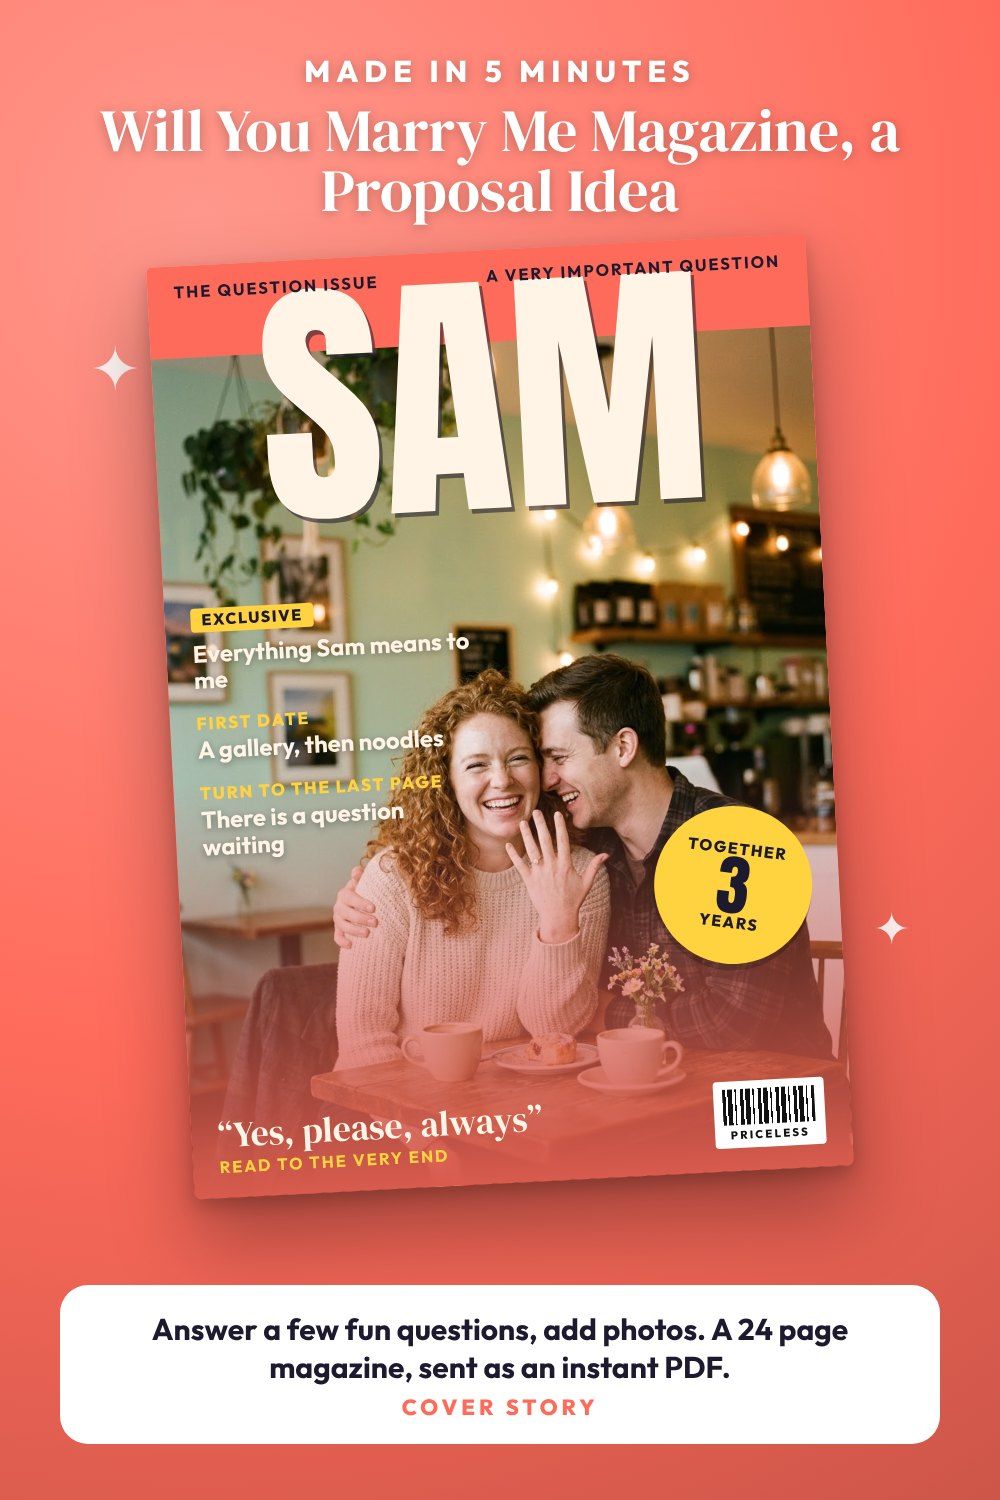 MADE IN 5 MINUTES
Will You Marry Me Magazine, a
Proposal Idea
THE QUESTION ISSUE
A VERY IMPORTANT QUESTION
SAM
EXCLUSIVE
Everything Sam means to
me
FIRST DATE
A gallery, then noodles
TURN TO THE LAST PAGE
There is a question
waiting
TOGETHER
3
YEARS
“Yes, please, always”
READ TO THE VERY END
PRICELESS
Answer a few fun questions, add photos. A 24 page
magazine, sent as an instant PDF.
COVER STORY